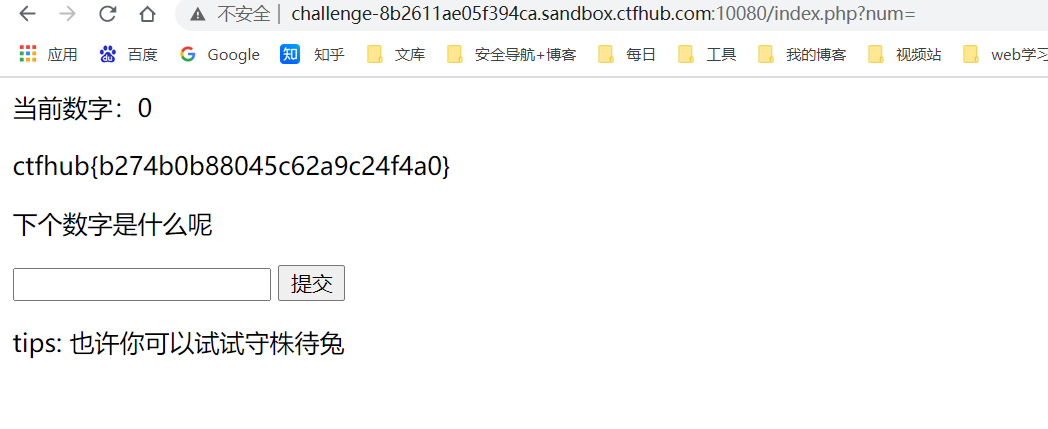 不安全 | challenge-8b2611ae05f394ca.sandbox.ctfhub.com:10080/index.php?num=
应用 百度 Google 知 知乎 文库 安全导航+博客 每日 工具 我的博客 视频站 web学习
当前数字：0
ctfhub{b274b0b88045c62a9c24f4a0}
下个数字是什么呢
提交
tips: 也许你可以试试守株待兔